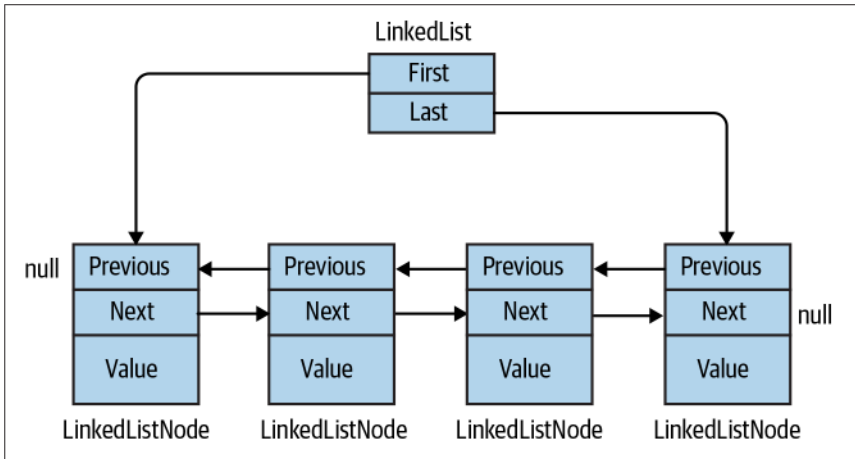 LinkedList
First
Last
null Previous Previous Previous Previous
Next Next Next Next null
Value Value Value Value
LinkedListNode LinkedListNode LinkedListNode LinkedListNode